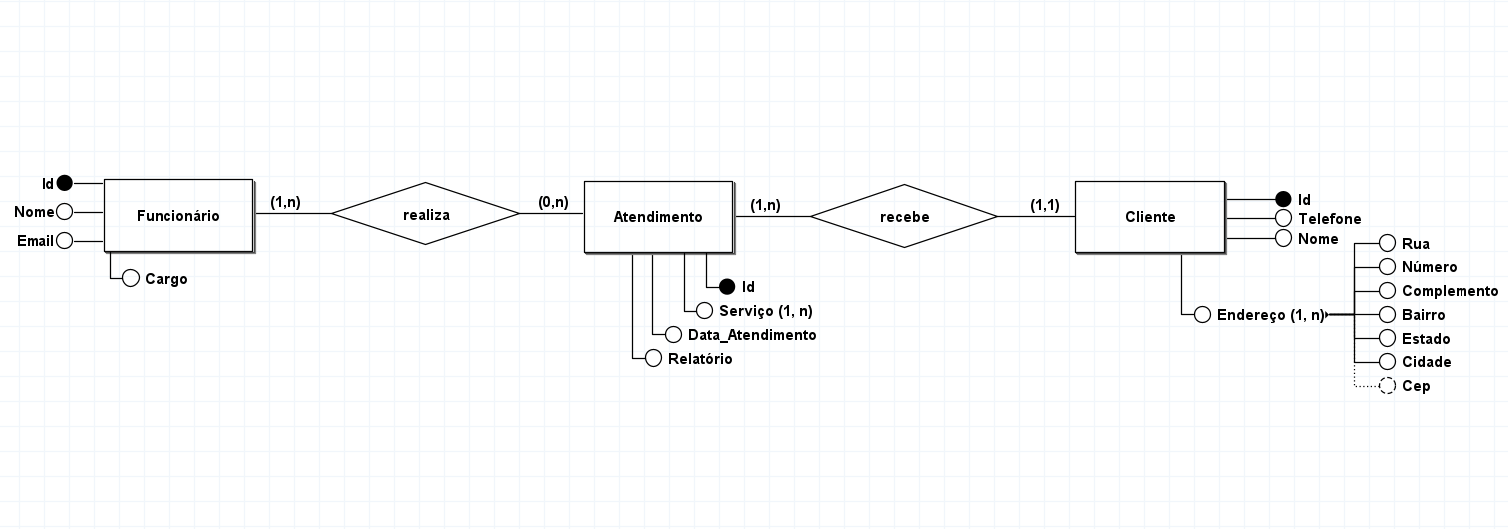 Id
Nome
Email
Cargo
Funcionário
(1,n)
realiza
(0,n)
Atendimento
Id
Serviço (1, n)
Data_Atendimento
Relatório
(1,n)
recebe
(1,1)
Cliente
Id
Telefone
Nome
Endereço (1, n)
Rua
Número
Complemento
Bairro
Estado
Cidade
Cep